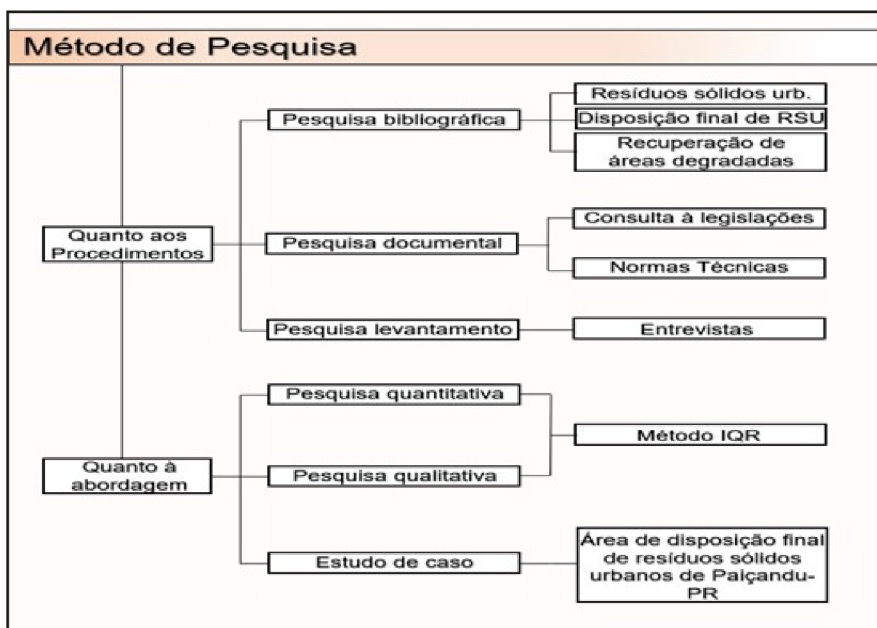 Método de Pesquisa
Quanto aos
Procedimentos
Pesquisa bibliográfica
Resíduos sólidos urb.
Disposição final de RSU
Recuperação de
áreas degradadas
Pesquisa documental
Consulta à legislações
Normas Técnicas
Pesquisa levantamento
Entrevistas
Quanto à
abordagem
Pesquisa quantitativa
Pesquisa qualitativa
Método IQR
Estudo de caso
Área de disposição final
de resíduos sólidos
urbanos de Paiçandu-
PR